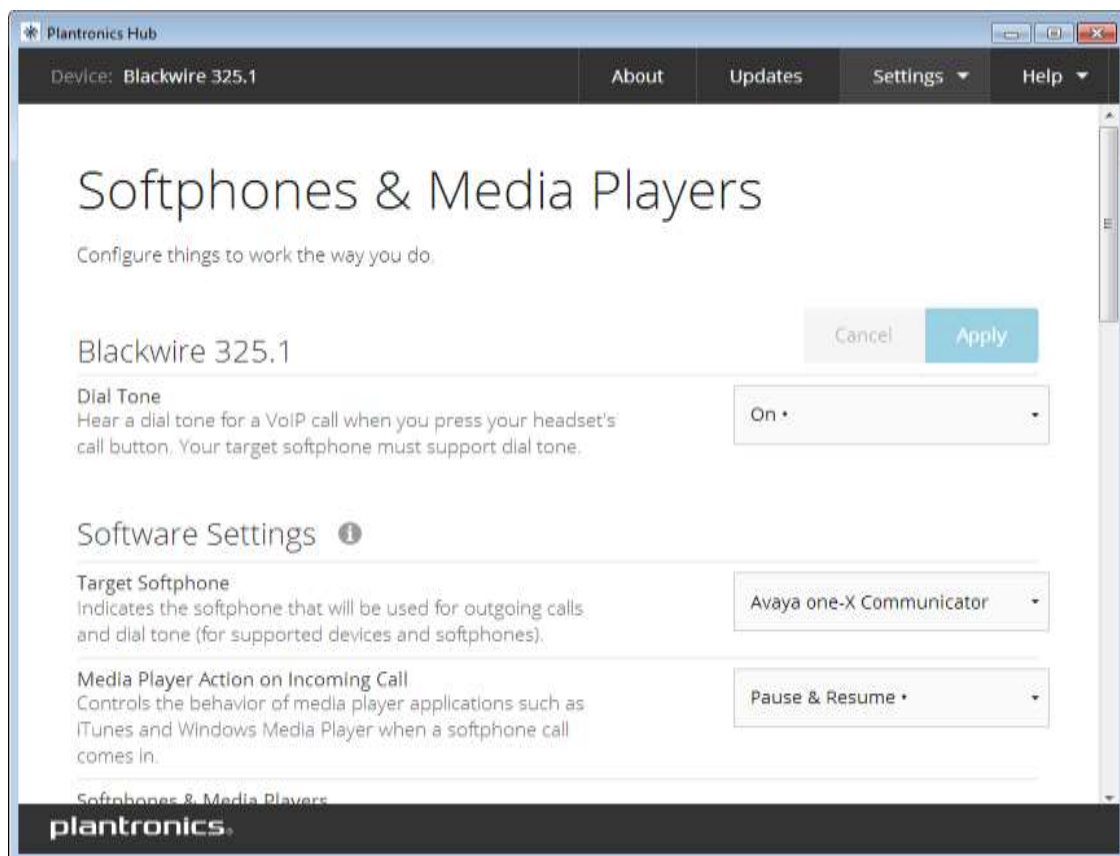 Plantronics Hub
Device: Blackwire 325.1 About Updates Settings Help
Softphones & Media Players
Configure things to work the way you do.
Cancel Apply
Blackwire 325.1
Dial Tone
Hear a dial tone for a VoIP call when you press your headset's
call button. Your target softphone must support dial tone.
On •
Software Settings
Target Softphone
Indicates the softphone that will be used for outgoing calls
and dial tone (for supported devices and softphones).
Avaya one-X Communicator
Media Player Action on Incoming Call
Controls the behavior of media player applications such as
iTunes and Windows Media Player when a softphone call
comes in.
Pause & Resume •
Softphones & Media Players
plantronics.